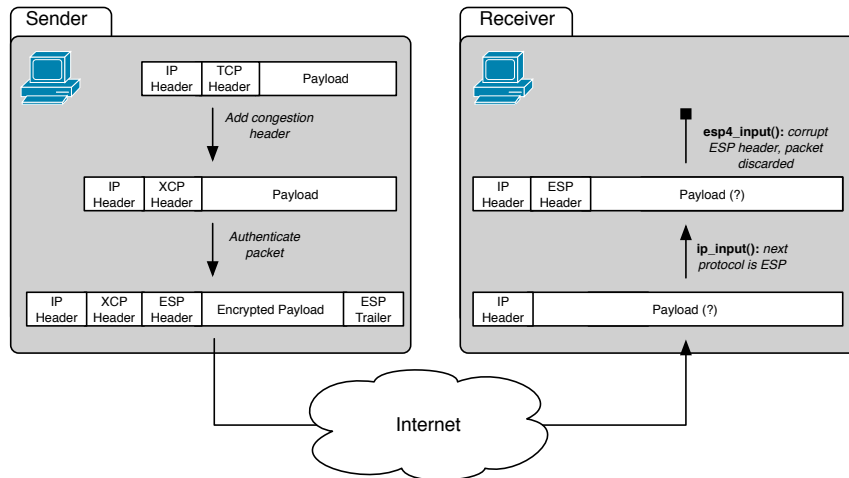 Sender
IP Header
TCP Header
Payload
Add congestion
header
IP Header
XCP Header
Payload
Authenticate
packet
IP Header
XCP Header
ESP Header
Encrypted Payload
ESP Trailer
Internet
Receiver
esp4_input(): corrupt
ESP header, packet
discarded
IP Header
ESP Header
Payload (?)
ip_input(): next
protocol is ESP
IP Header
Payload (?)